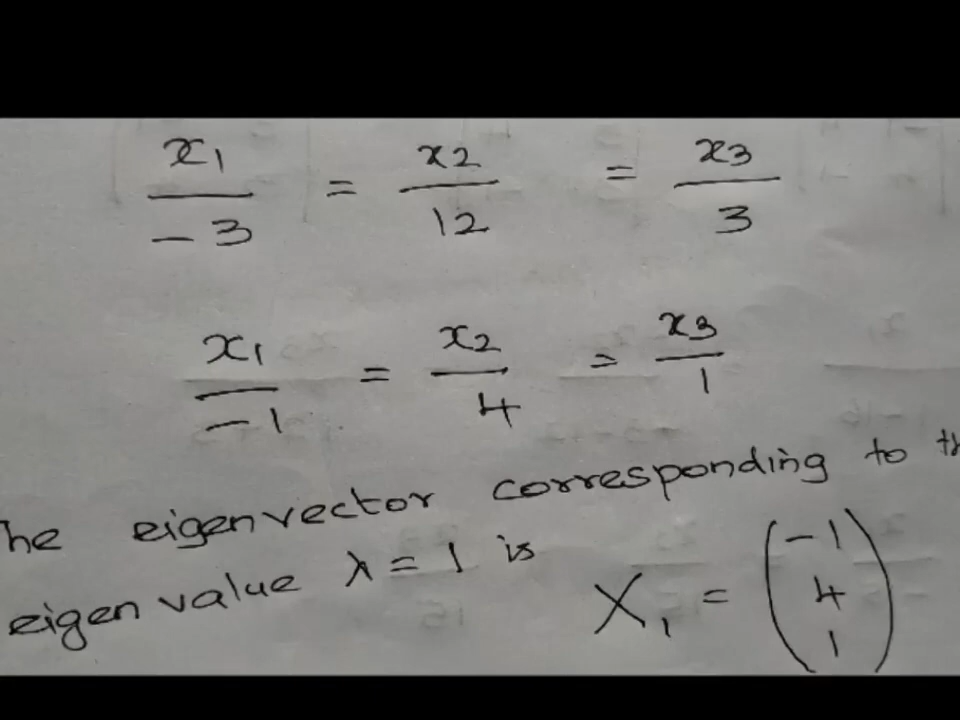 x₁/−3 = x₂/12 = x₃/3
x₁/−1 = x₂/4 = x₃/1
he eigenvector corresponding to th
eigen value λ = 1 is X₁ = (−1 4 1)